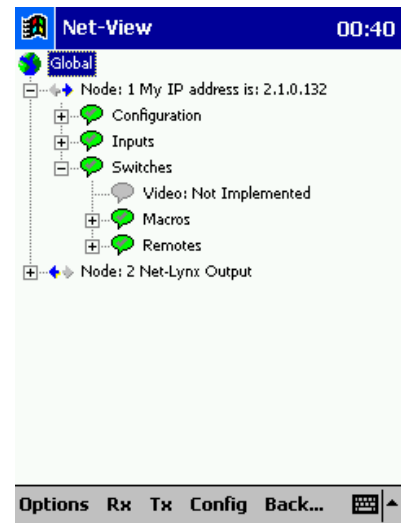 Net-View 00:40
Global
Node: 1 My IP address is: 2.1.0.132
Configuration
Inputs
Switches
Video: Not Implemented
Macros
Remotes
Node: 2 Net-Lynx Output
Options Rx Tx Config Back...